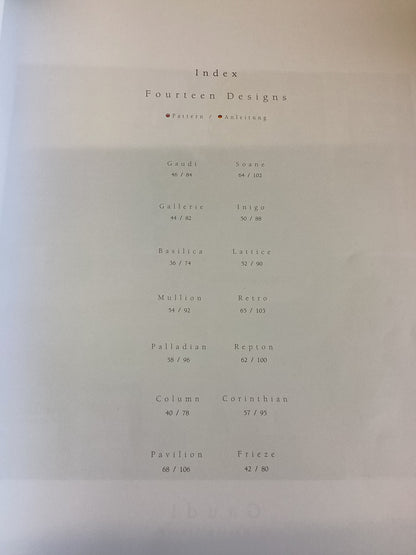 Index
Fourteen Designs
Pattern / Anleitung
Gaudi Soane
46 / 84 64 / 102
Gallerie Inigo
44 / 82 50 / 88
Basilica Lattice
36 / 74 52 / 90
Mullion Retro
54 / 92 65 / 103
Palladian Repton
58 / 96 62 / 100
Column Corinthian
40 / 78 57 / 95
Pavilion Frieze
68 / 106 42 / 80
Gaudi